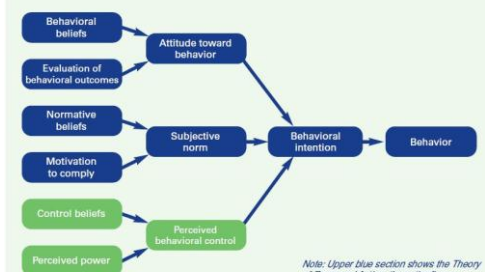 Behavioral
beliefs
Attitude toward
behavior
Evaluation of
behavioral outcomes
Normative
beliefs
Subjective
norm
Behavioral
intention
Behavior
Motivation
to comply
Control beliefs
Perceived
behavioral control
Perceived power
Note: Upper blue section shows the Theory